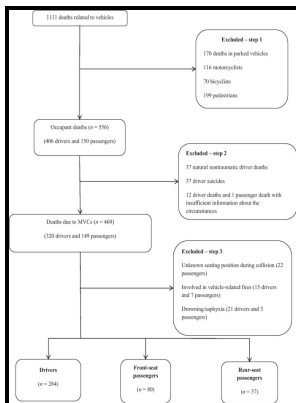 1111 deaths related to vehicles
Excluded – step 1
170 deaths in parked vehicles
116 motorcyclists
70 bicyclists
199 pedestrians
Occupant deaths (n = 556)
(406 drivers and 150 passengers)
Excluded – step 2
37 natural nontraumatic driver deaths
37 driver suicides
12 driver deaths and 1 passenger death with
insufficient information about the
circumstances
Deaths due to MVCs (n = 469)
(320 drivers and 149 passengers)
Excluded – step 3
Unknown seating position during collision (22
passengers)
Involved in vehicle-related fires (15 drivers
and 7 passengers)
Drowning/asphyxia (21 drivers and 3
passengers)
Drivers
(n = 284)
Front-seat
passengers
(n = 80)
Rear-seat
passengers
(n = 37)